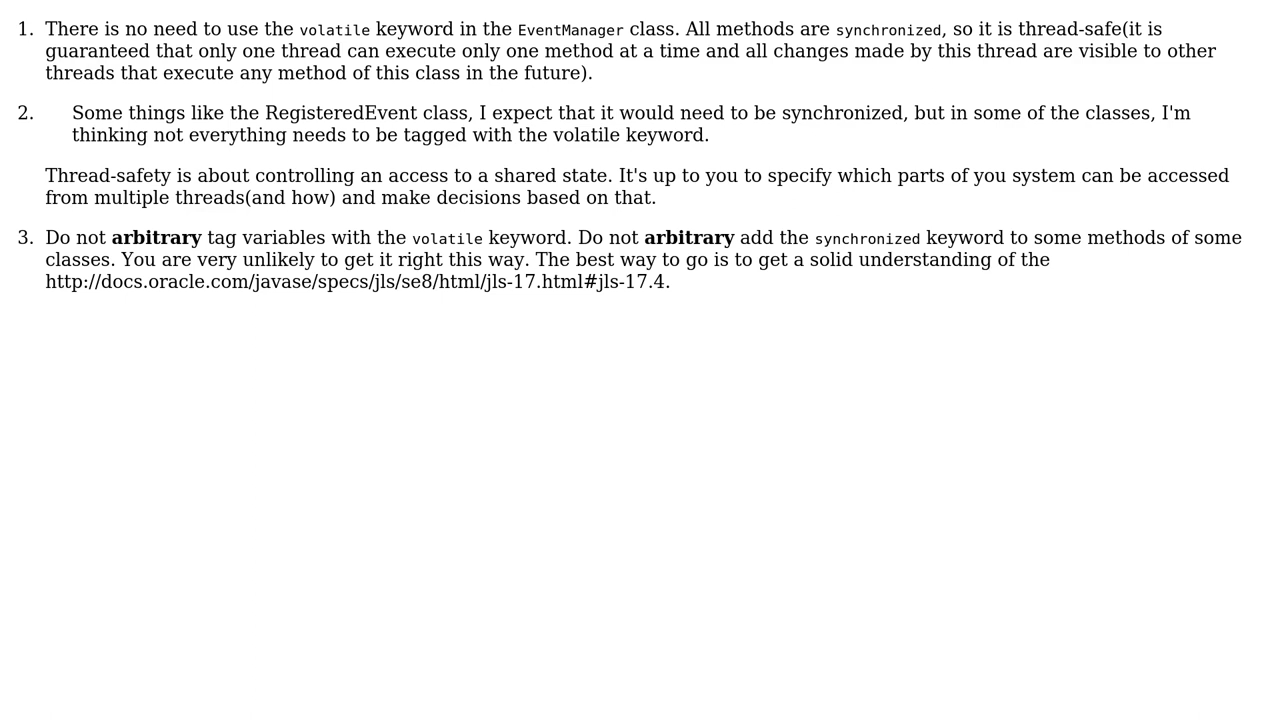 1. There is no need to use the volatile keyword in the EventManager class. All methods are synchronized, so it is thread-safe(it is
guaranteed that only one thread can execute only one method at a time and all changes made by this thread are visible to other
threads that execute any method of this class in the future).
2. Some things like the RegisteredEvent class, I expect that it would need to be synchronized, but in some of the classes, I'm
thinking not everything needs to be tagged with the volatile keyword.
Thread-safety is about controlling an access to a shared state. It's up to you to specify which parts of you system can be accessed
from multiple threads(and how) and make decisions based on that.
3. Do not arbitrary tag variables with the volatile keyword. Do not arbitrary add the synchronized keyword to some methods of some
classes. You are very unlikely to get it right this way. The best way to go is to get a solid understanding of the
http://docs.oracle.com/javase/specs/jls/se8/html/jls-17.html#jls-17.4.